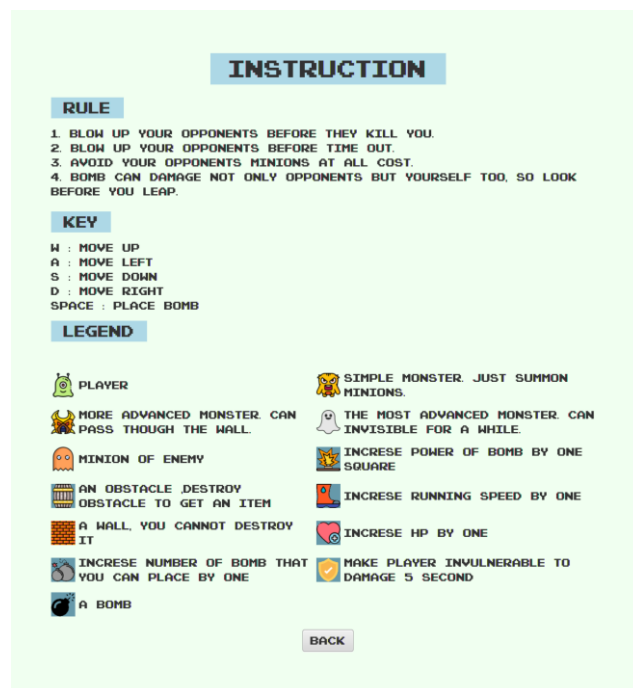 INSTRUCTION
RULE
1. BLOW UP YOUR OPPONENTS BEFORE THEY KILL YOU.
2. BLOW UP YOUR OPPONENTS BEFORE TIME OUT.
3. AVOID YOUR OPPONENTS MINIONS AT ALL COST.
4. BOMB CAN DAMAGE NOT ONLY OPPONENTS BUT YOURSELF TOO, SO LOOK
BEFORE YOU LEAP.
KEY
W : MOVE UP
A : MOVE LEFT
S : MOVE DOWN
D : MOVE RIGHT
SPACE : PLACE BOMB
LEGEND
PLAYER
SIMPLE MONSTER. JUST SUMMON
MINIONS.
MORE ADVANCED MONSTER. CAN
PASS THOUGH THE WALL.
THE MOST ADVANCED MONSTER. CAN
INVISIBLE FOR A WHILE.
MINION OF ENEMY
INCRESE POWER OF BOMB BY ONE
SQUARE
AN OBSTACLE ,DESTROY
OBSTACLE TO GET AN ITEM
INCRESE RUNNING SPEED BY ONE
A WALL, YOU CANNOT DESTROY
IT
INCRESE HP BY ONE
INCRESE NUMBER OF BOMB THAT
YOU CAN PLACE BY ONE
MAKE PLAYER INVULNERABLE TO
DAMAGE 5 SECOND
A BOMB
BACK